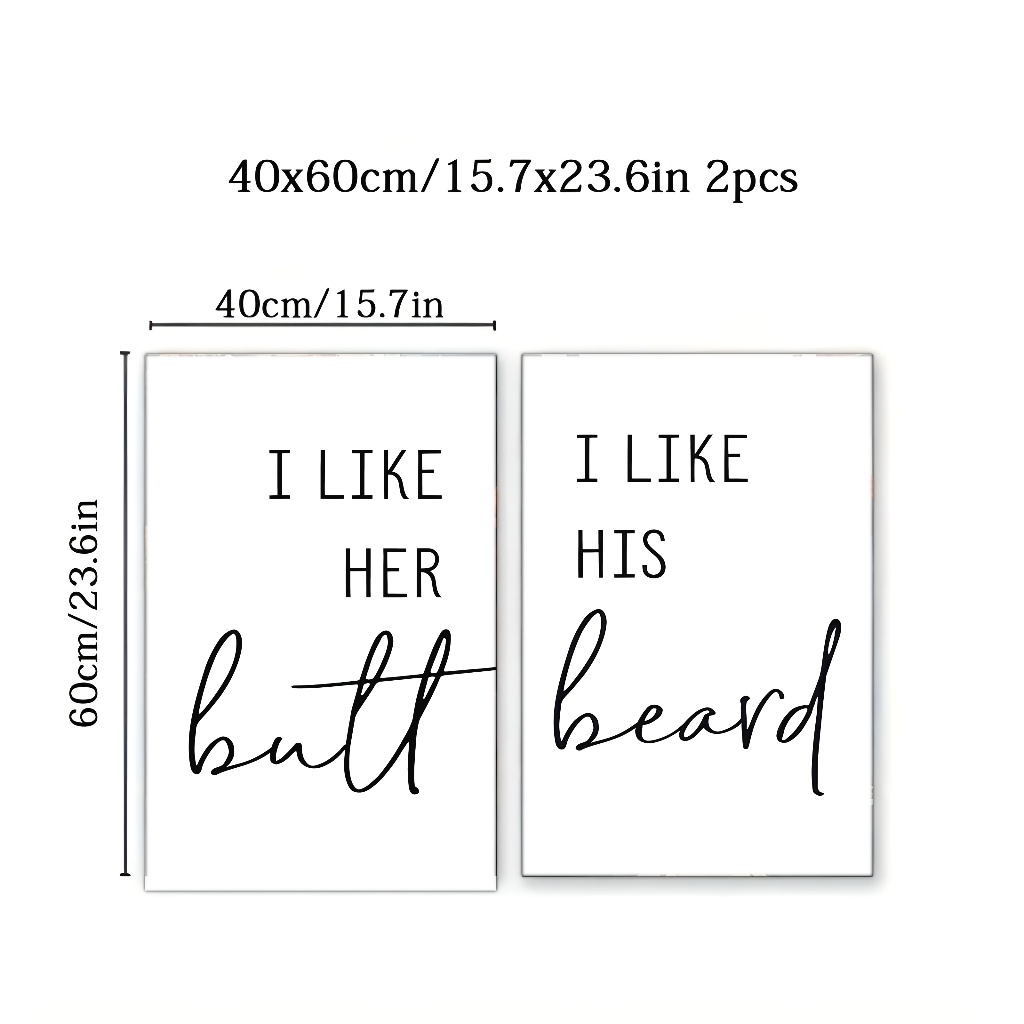 40x60cm/15.7x23.6in 2pcs
40cm/15.7in
60cm/23.6in
I LIKE
HER
butt
I LIKE
HIS
beard